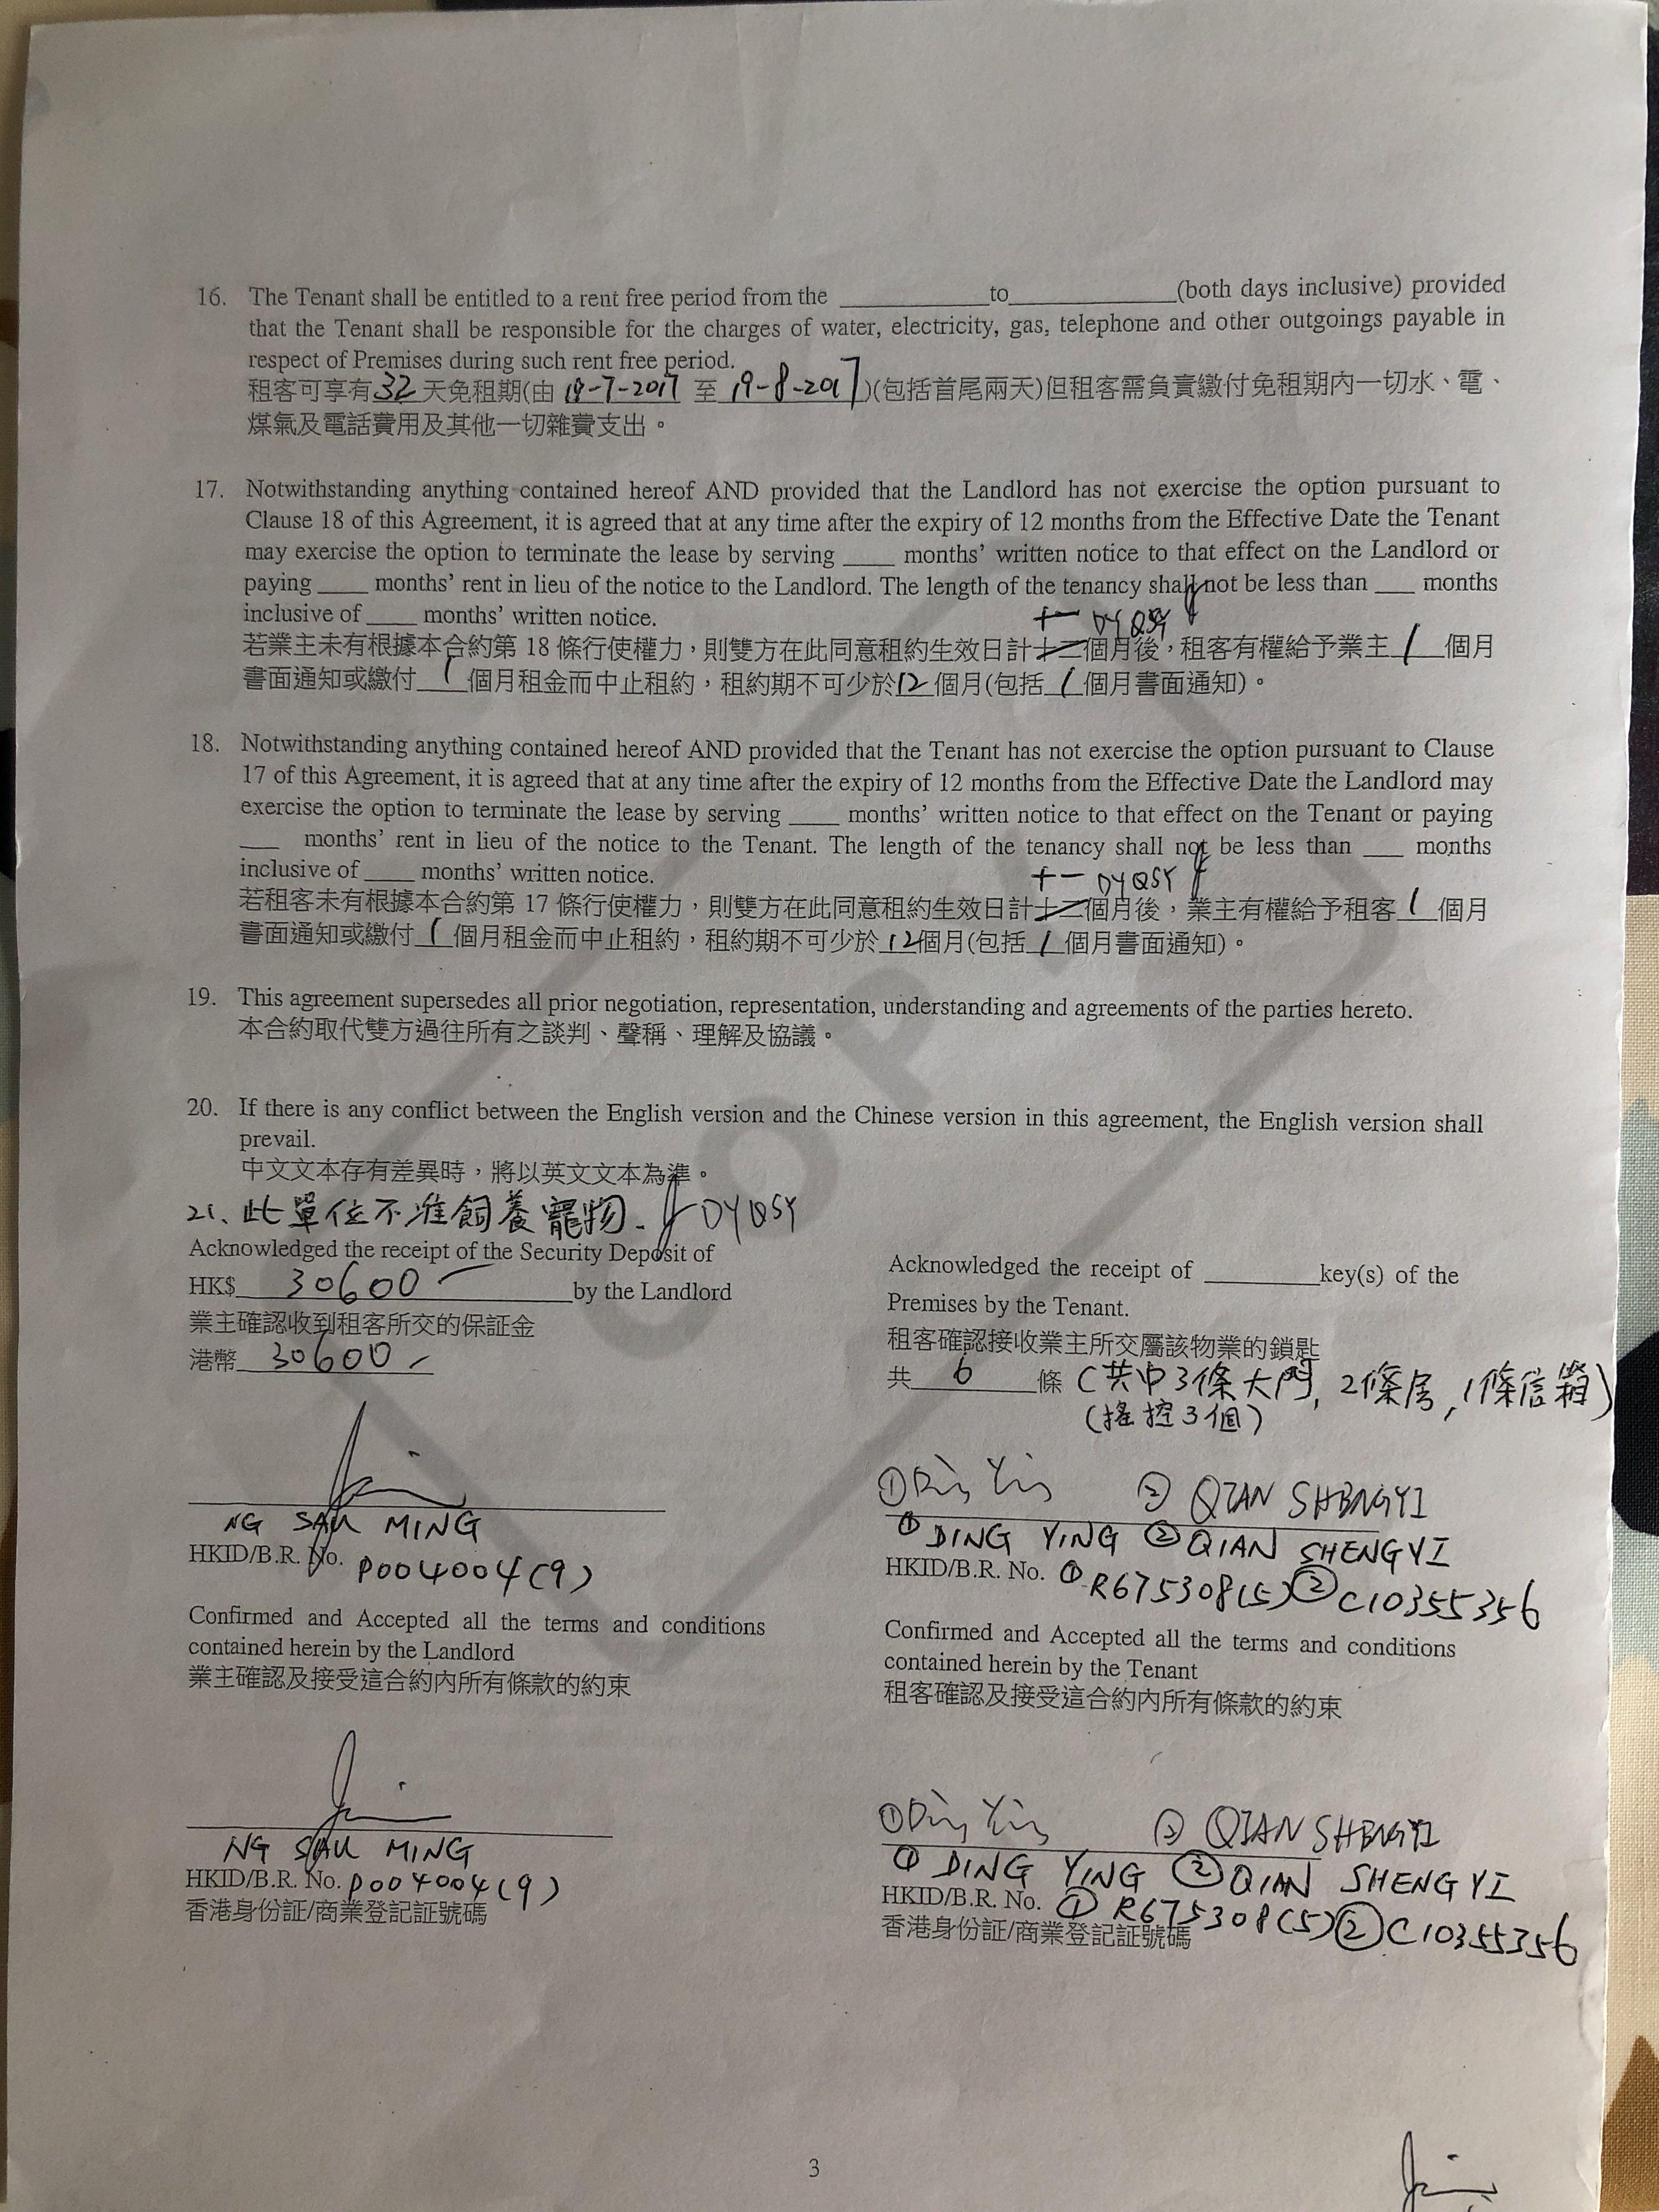 16. The Tenant shall be entitled to a rent free period from the ____________to______________(both days inclusive) provided
that the Tenant shall be responsible for the charges of water, electricity, gas, telephone and other outgoings payable in
respect of Premises during such rent free period.
租客可享有 32 天免租期(由 19-7-2017 至 19-8-2017)(包括首尾兩天)但租客需負責繳付免租期內一切水、電、
煤氣及電話費用及其他一切雜費支出。
17. Notwithstanding anything contained hereof AND provided that the Landlord has not exercise the option pursuant to
Clause 18 of this Agreement, it is agreed that at any time after the expiry of 12 months from the Effective Date the Tenant
may exercise the option to terminate the lease by serving ____ months' written notice to that effect on the Landlord or
paying ____ months' rent in lieu of the notice to the Landlord. The length of the tenancy shall not be less than ___ months
inclusive of ____ months' written notice.
十一 DY QSY
若業主未有根據本合約第 18 條行使權力,則雙方在此同意租約生效日計十二個月後,租客有權給予業主 1 個月
書面通知或繳付 1 個月租金而中止租約,租約期不可少於 12 個月(包括 1 個月書面通知)。
18. Notwithstanding anything contained hereof AND provided that the Tenant has not exercise the option pursuant to Clause
17 of this Agreement, it is agreed that at any time after the expiry of 12 months from the Effective Date the Landlord may
exercise the option to terminate the lease by serving ____ months' written notice to that effect on the Tenant or paying
___ months' rent in lieu of the notice to the Tenant. The length of the tenancy shall not be less than ___ months
inclusive of ____ months' written notice.
十一 DY QSY
若租客未有根據本合約第 17 條行使權力,則雙方在此同意租約生效日計十二個月後,業主有權給予租客 1 個月
書面通知或繳付 1 個月租金而中止租約,租約期不可少於 12 個月(包括 1 個月書面通知)。
19. This agreement supersedes all prior negotiation, representation, understanding and agreements of the parties hereto.
本合約取代雙方過往所有之談判、聲稱、理解及協議。
20. If there is any conflict between the English version and the Chinese version in this agreement, the English version shall
prevail.
中文文本存有差異時,將以英文文本為準。
21、此單位不准飼養寵物. DY QSY
Acknowledged the receipt of the Security Deposit of
HK$ 30600 by the Landlord
業主確認收到租客所交的保証金
港幣 30600
Acknowledged the receipt of ________key(s) of the
Premises by the Tenant.
租客確認接收業主所交屬該物業的鎖匙
共 6 條 (共中3條大門, 2條房, 1條信箱)
(搖控3個)
NG SAU MING
HKID/B.R. No. P004004(9)
① Ding Ying ② QIAN SHENGYI
① DING YING ② QIAN SHENGYI
HKID/B.R. No. ① R675308(5) ② C10355356
Confirmed and Accepted all the terms and conditions
contained herein by the Landlord
業主確認及接受這合約內所有條款的約束
Confirmed and Accepted all the terms and conditions
contained herein by the Tenant
租客確認及接受這合約內所有條款的約束
NG SAU MING
HKID/B.R. No. P004004(9)
香港身份証/商業登記証號碼
① Ding Ying ② QIAN SHENGYI
① DING YING ② QIAN SHENGYI
HKID/B.R. No. ① R675308(5) ② C10355356
香港身份証/商業登記証號碼
COPY
3